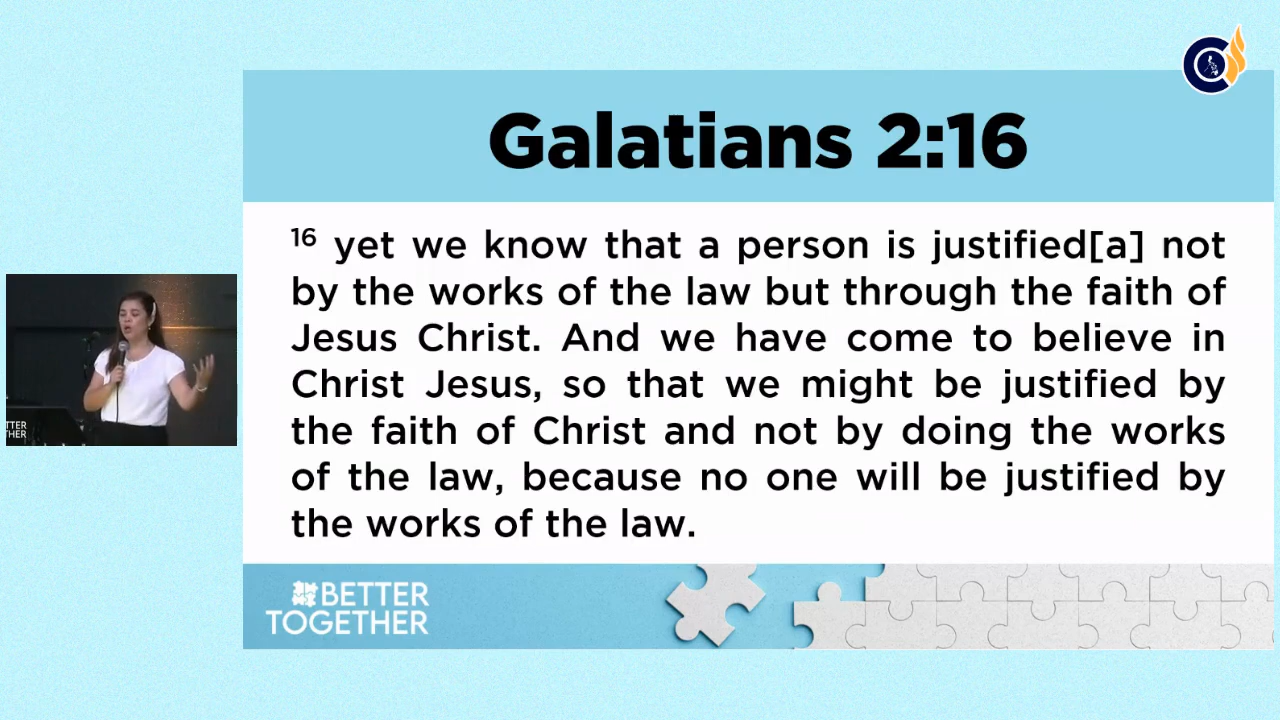 Galatians 2:16
16 yet we know that a person is justified[a] not
by the works of the law but through the faith of
Jesus Christ. And we have come to believe in
Christ Jesus, so that we might be justified by
the faith of Christ and not by doing the works
of the law, because no one will be justified by
the works of the law.
TTER
THER
BETTER
TOGETHER